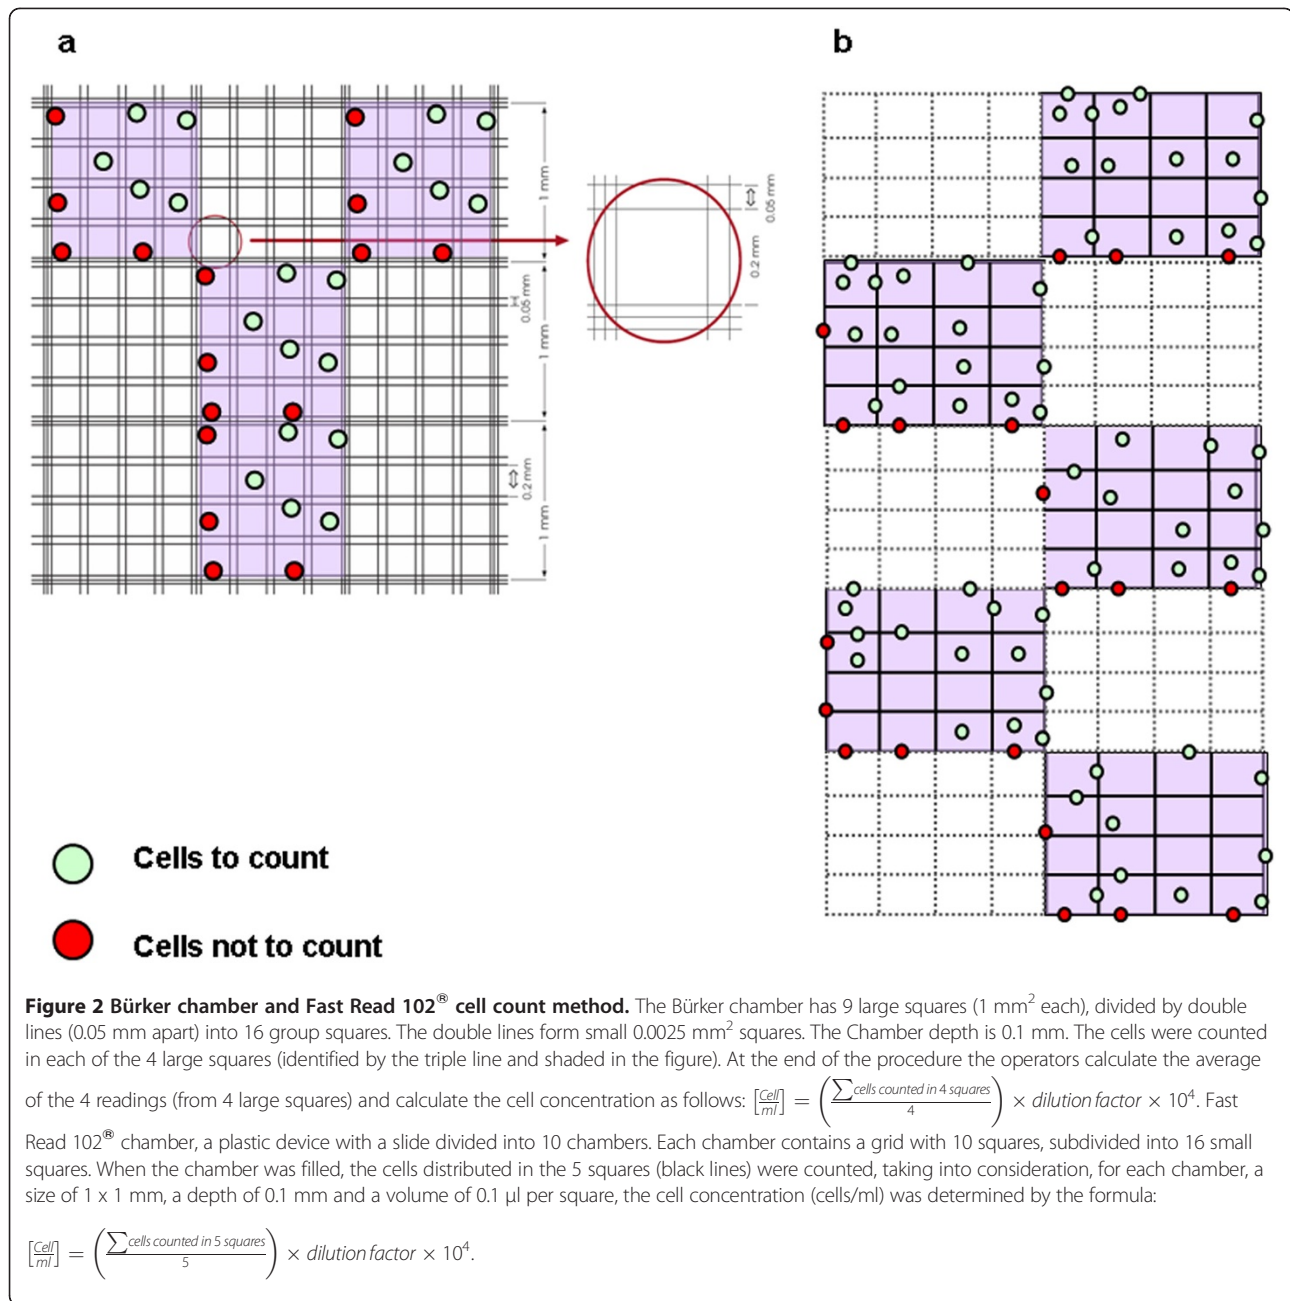 a
b
1 mm
0.05 mm
1 mm
0.2 mm
1 mm
0.05 mm
0.2 mm
Cells to count
Cells not to count
Figure 2 Bürker chamber and Fast Read 102® cell count method. The Bürker chamber has 9 large squares (1 mm² each), divided by double
lines (0.05 mm apart) into 16 group squares. The double lines form small 0.0025 mm² squares. The Chamber depth is 0.1 mm. The cells were counted
in each of the 4 large squares (identified by the triple line and shaded in the figure). At the end of the procedure the operators calculate the average
of the 4 readings (from 4 large squares) and calculate the cell concentration as follows: [Cell/ml] = (∑cells counted in 4 squares/4) × dilution factor × 10⁴. Fast
Read 102® chamber, a plastic device with a slide divided into 10 chambers. Each chamber contains a grid with 10 squares, subdivided into 16 small
squares. When the chamber was filled, the cells distributed in the 5 squares (black lines) were counted, taking into consideration, for each chamber, a
size of 1 x 1 mm, a depth of 0.1 mm and a volume of 0.1 μl per square, the cell concentration (cells/ml) was determined by the formula:
[Cell/ml] = (∑cells counted in 5 squares/5) × dilution factor × 10⁴.